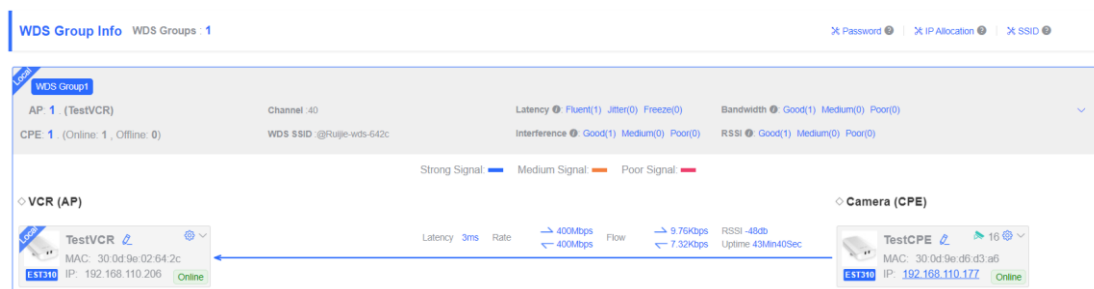 WDS Group Info WDS Groups : 1 Password IP Allocation SSID
Local
WDS Group1
AP: 1 . (TestVCR) Channel :40 Latency : Fluent(1) Jitter(0) Freeze(0) Bandwidth : Good(1) Medium(0) Poor(0)
CPE: 1 . (Online: 1 , Offline: 0) WDS SSID :@Ruijie-wds-642c Interference : Good(1) Medium(0) Poor(0) RSSI : Good(1) Medium(0) Poor(0)
Strong Signal: Medium Signal: Poor Signal:
VCR (AP) Camera (CPE)
Local
TestVCR
MAC: 30:0d:9e:02:64:2c
EST310 IP: 192.168.110.206 Online
Latency 3ms Rate 400Mbps Flow 9.76Kbps RSSI -48db
400Mbps 7.32Kbps Uptime 43Min40Sec
TestCPE 16
MAC: 30:0d:9e:d6:d3:a6
EST310 IP: 192.168.110.177 Online